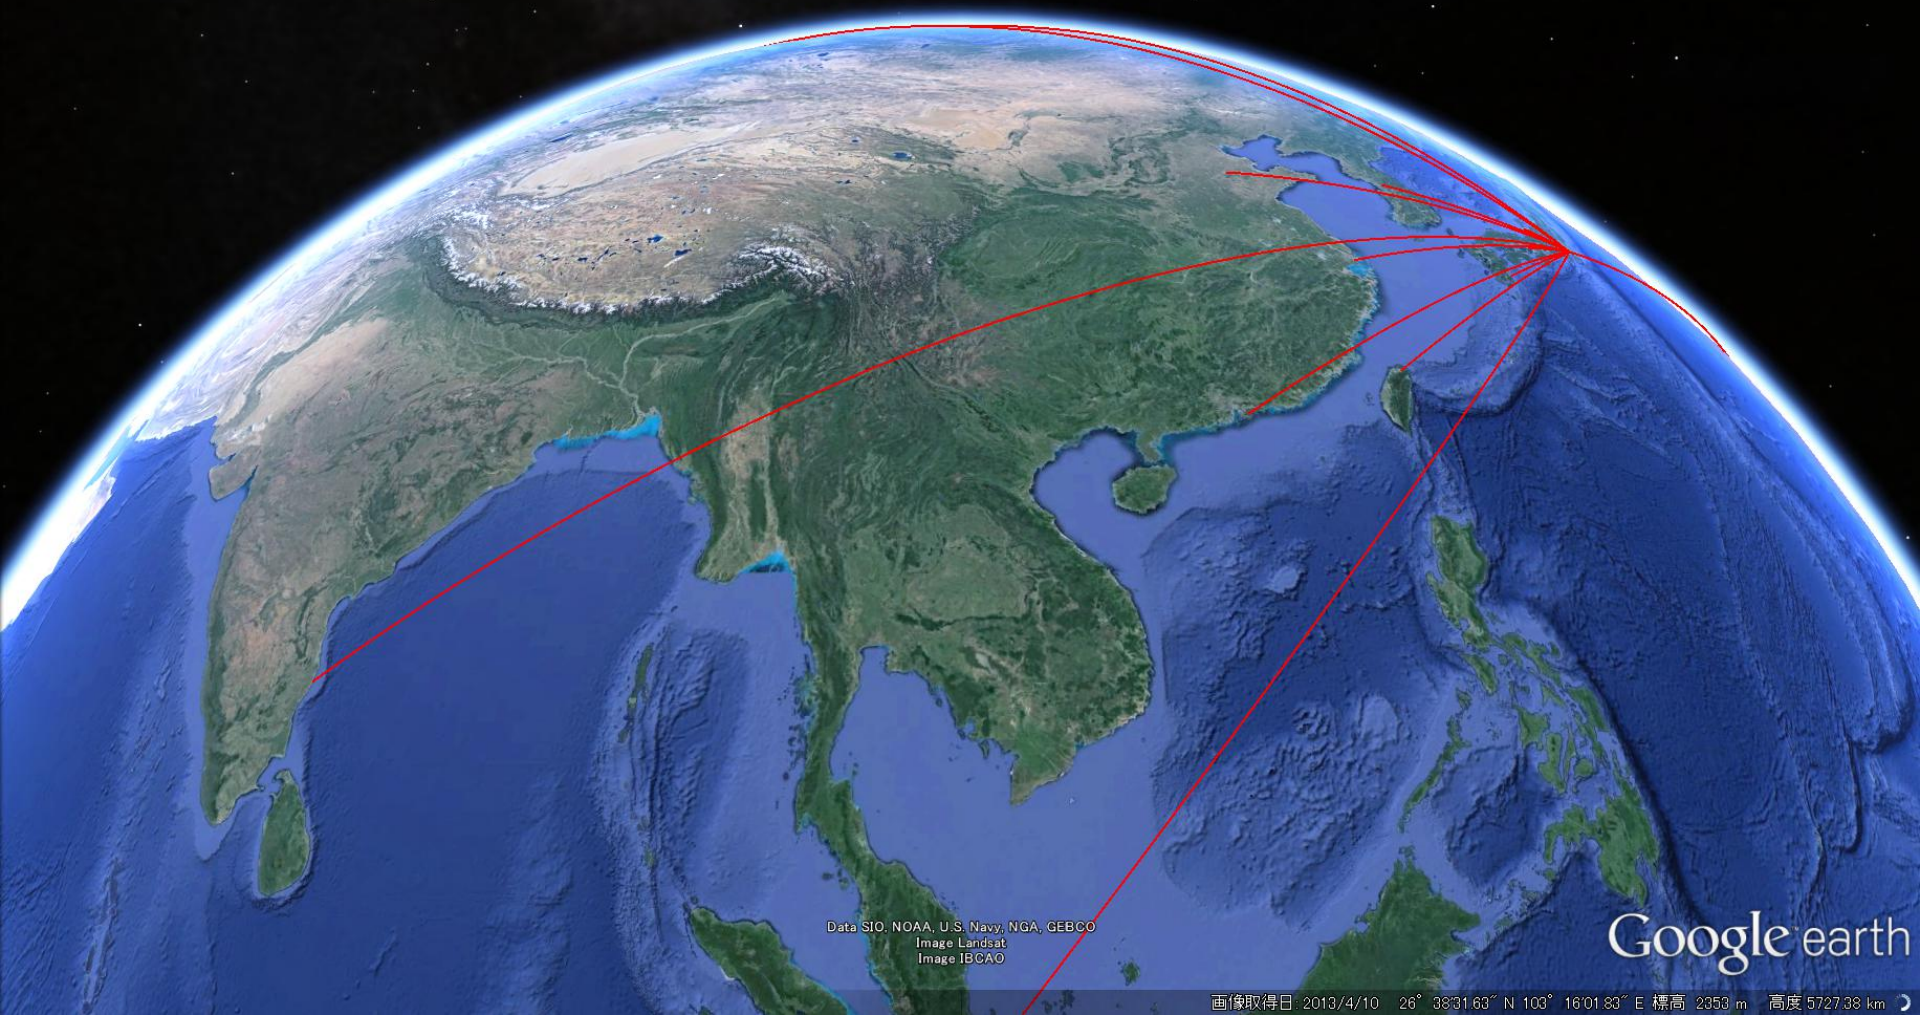 Data SIO, NOAA, U.S. Navy, NGA, GEBCO
Image Landsat
Image IBCAO
Google earth
画像取得日: 2013/4/10 26° 38'31.63" N 103° 16'01.83" E 標高 2353 m 高度 5727.38 km